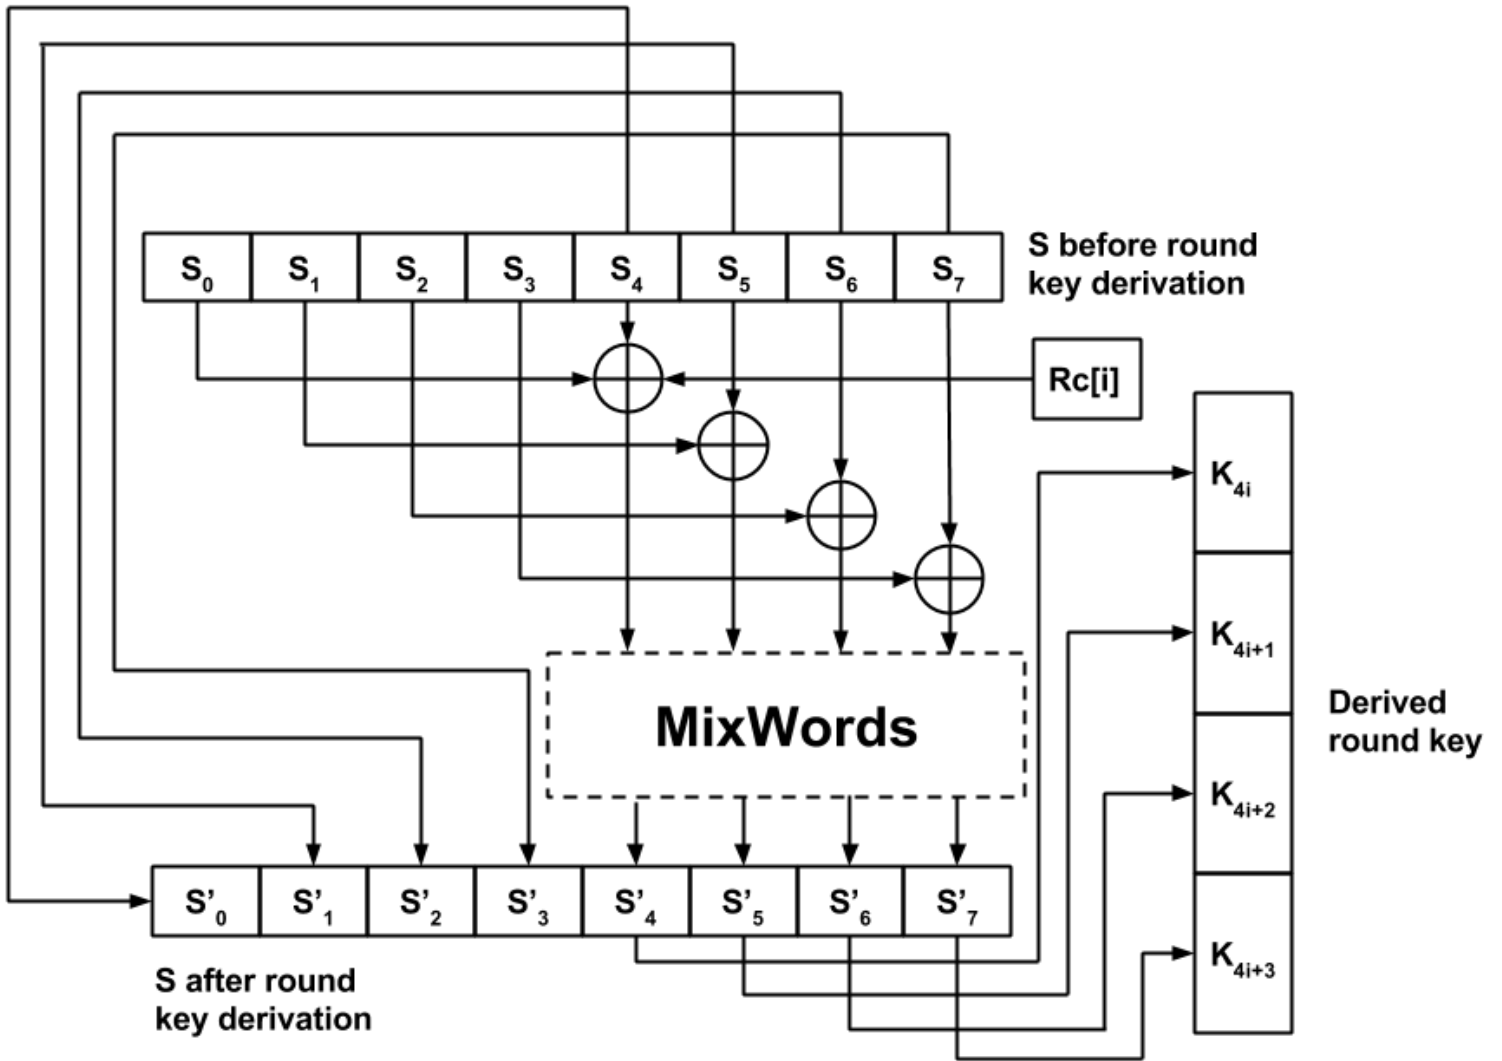 S0 S1 S2 S3 S4 S5 S6 S7
S before round
key derivation
Rc[i]
K4i
K4i+1
MixWords
Derived
round key
K4i+2
S’0 S’1 S’2 S’3 S’4 S’5 S’6 S’7
K4i+3
S after round
key derivation